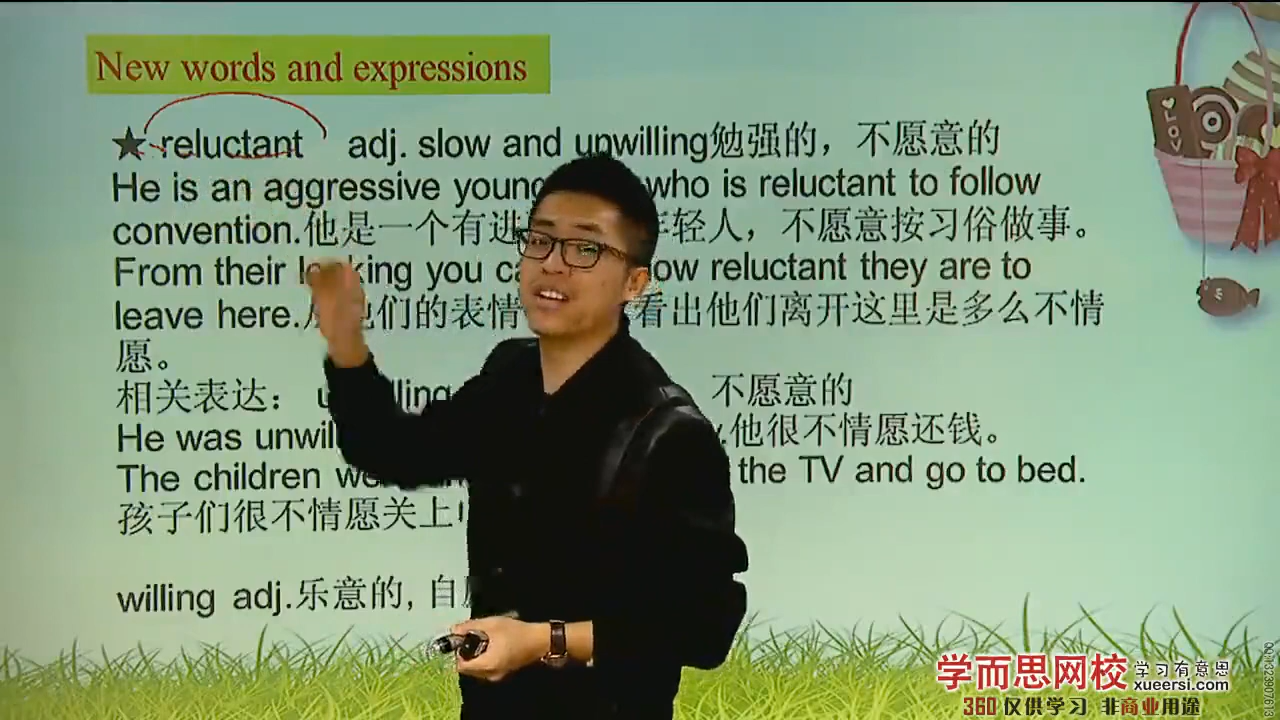 New words and expressions
★ reluctant adj. slow and unwilling勉强的，不愿意的
He is an aggressive young who is reluctant to follow
convention.他是一个有进 年轻人，不愿意按习俗做事。
From their looking you ow reluctant they are to
leave here. 他们的表情 看出他们离开这里是多么不情
愿。
相关表达： 不愿意的
He was 他很不情愿还钱。
The children the TV and go to bed.
孩子们很不情愿关上
willing adj.乐意的, 自
LOV
学而思网校 学习有意思
xueersi.com
360 仅供学习 非商业用途